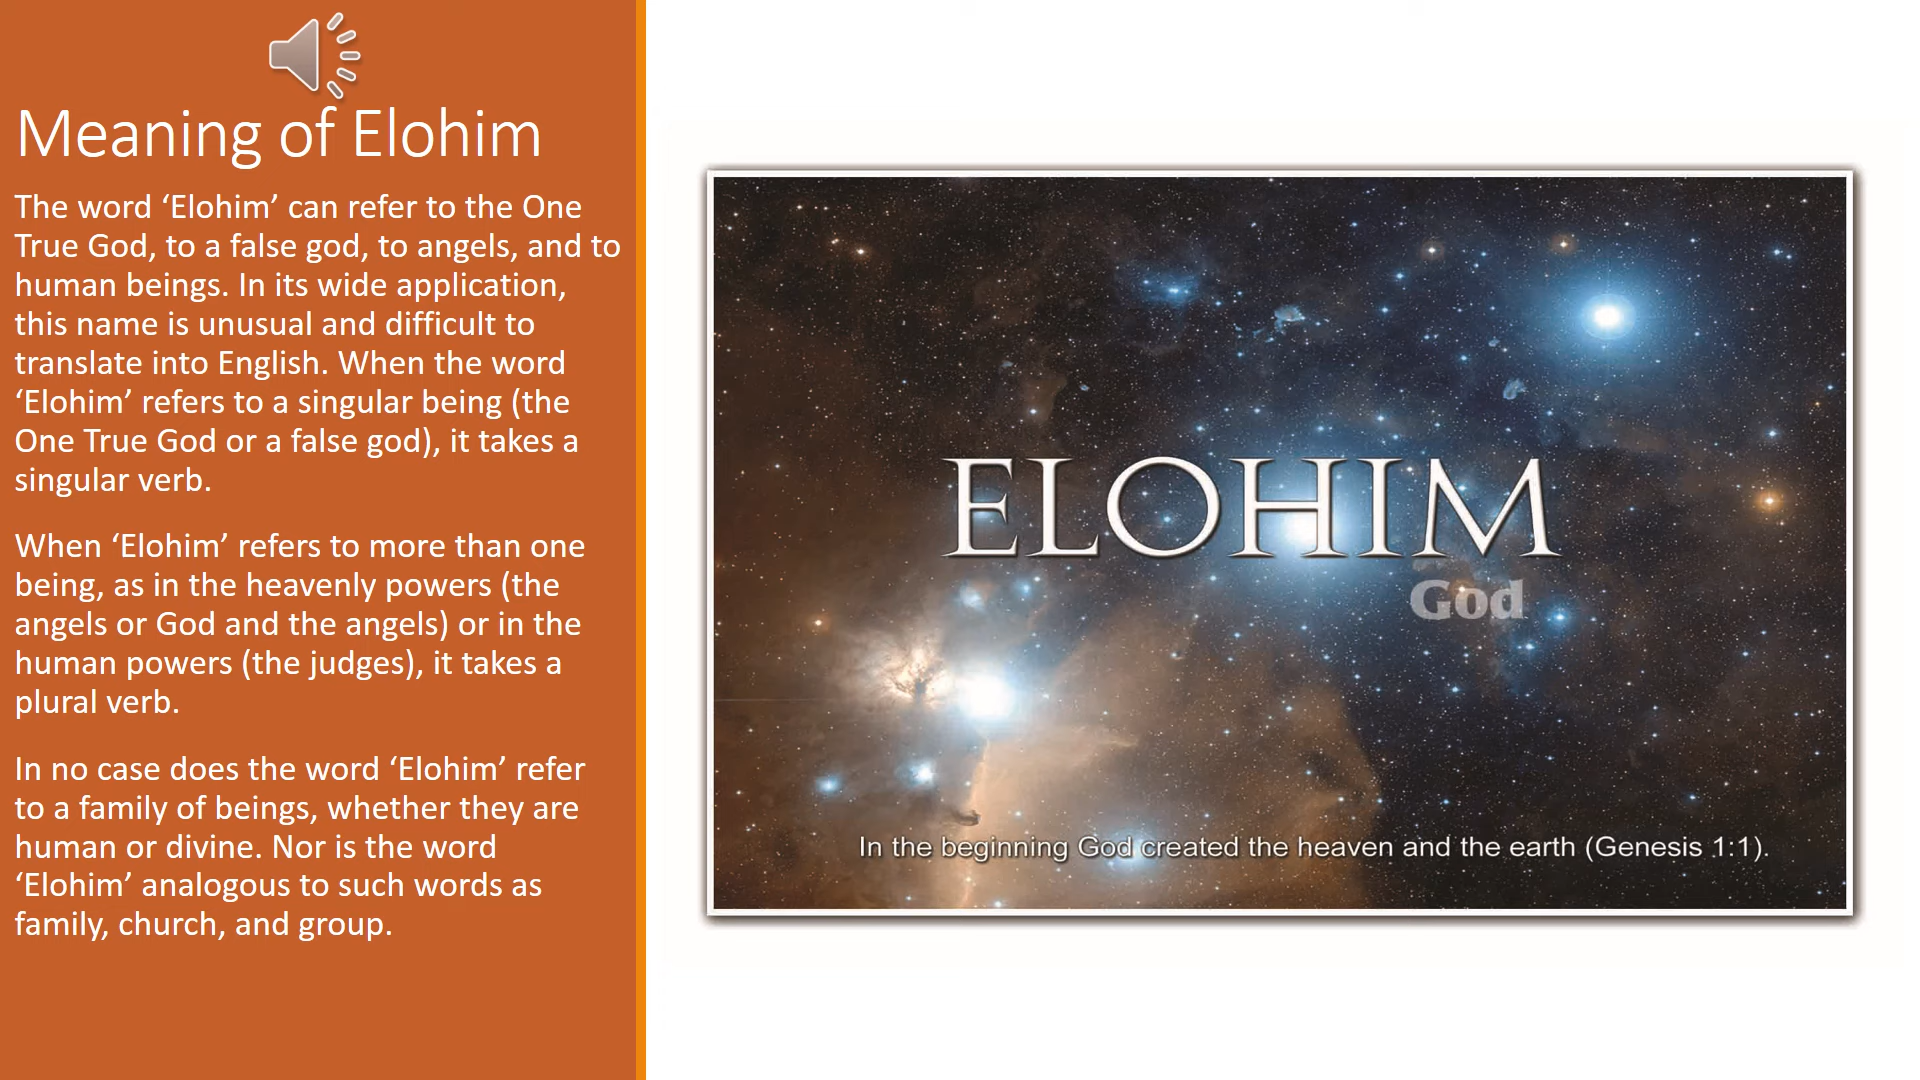 Meaning of Elohim
The word ‘Elohim’ can refer to the One
True God, to a false god, to angels, and to
human beings. In its wide application,
this name is unusual and difficult to
translate into English. When the word
‘Elohim’ refers to a singular being (the
One True God or a false god), it takes a
singular verb.
When ‘Elohim’ refers to more than one
being, as in the heavenly powers (the
angels or God and the angels) or in the
human powers (the judges), it takes a
plural verb.
In no case does the word ‘Elohim’ refer
to a family of beings, whether they are
human or divine. Nor is the word
‘Elohim’ analogous to such words as
family, church, and group.
ELOHIM
God
In the beginning God created the heaven and the earth (Genesis 1:1).